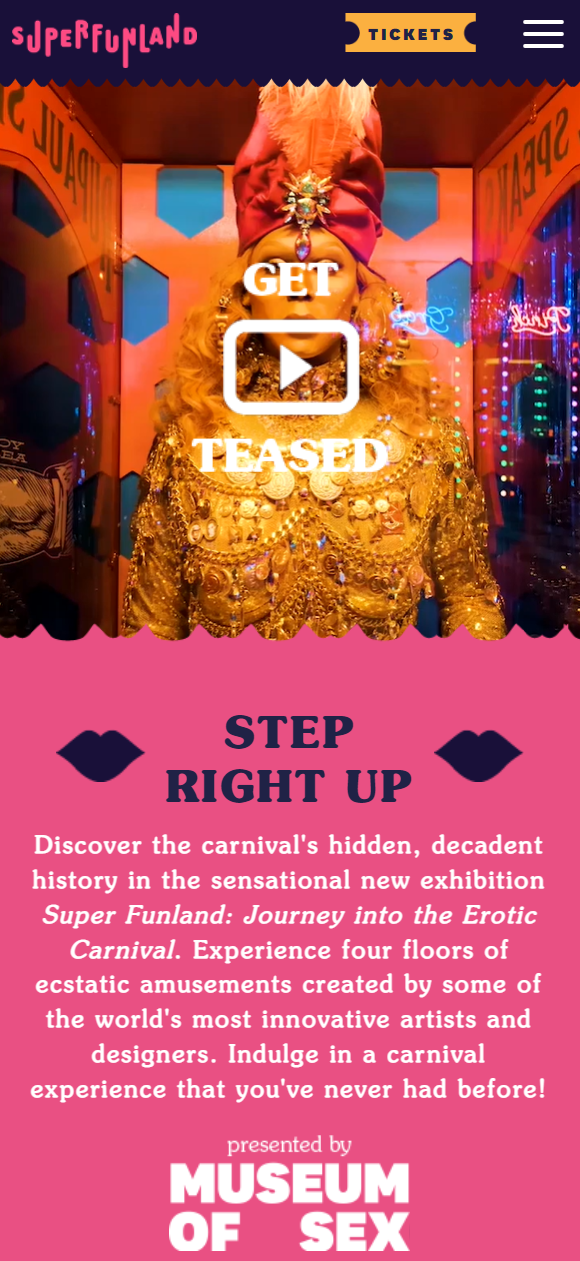 SUPERFUNLAND
TICKETS
RUPAUL S
SPEAK
GET
Pinch
TEASED
STEP
RIGHT UP
Discover the carnival's hidden, decadent
history in the sensational new exhibition
Super Funland: Journey into the Erotic
Carnival. Experience four floors of
ecstatic amusements created by some of
the world's most innovative artists and
designers. Indulge in a carnival
experience that you've never had before!
presented by
MUSEUM
OF SEX